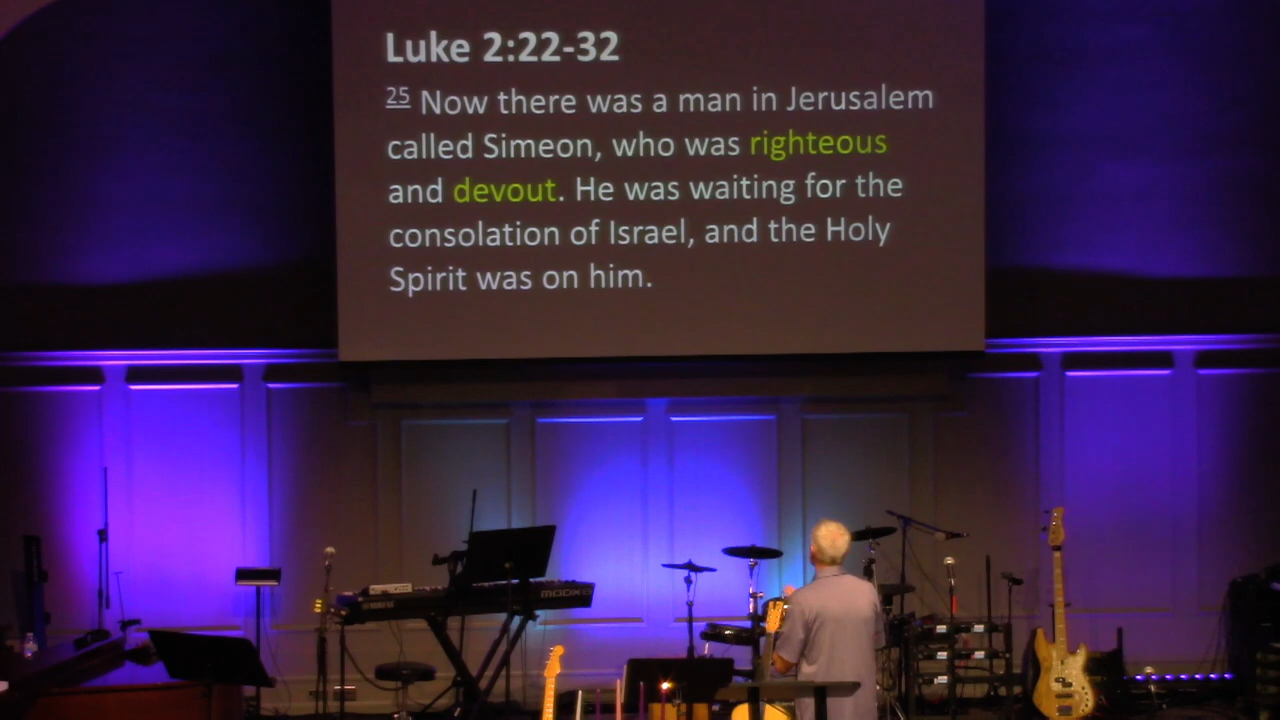 Luke 2:22-32
25 Now there was a man in Jerusalem
called Simeon, who was righteous
and devout. He was waiting for the
consolation of Israel, and the Holy
Spirit was on him.
MODX8